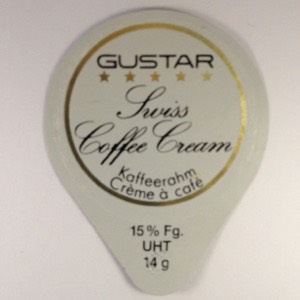 GUSTAR
Swiss
Coffee Cream
Kaffeerahm
Crème à café
15% Fg.
UHT
14 g